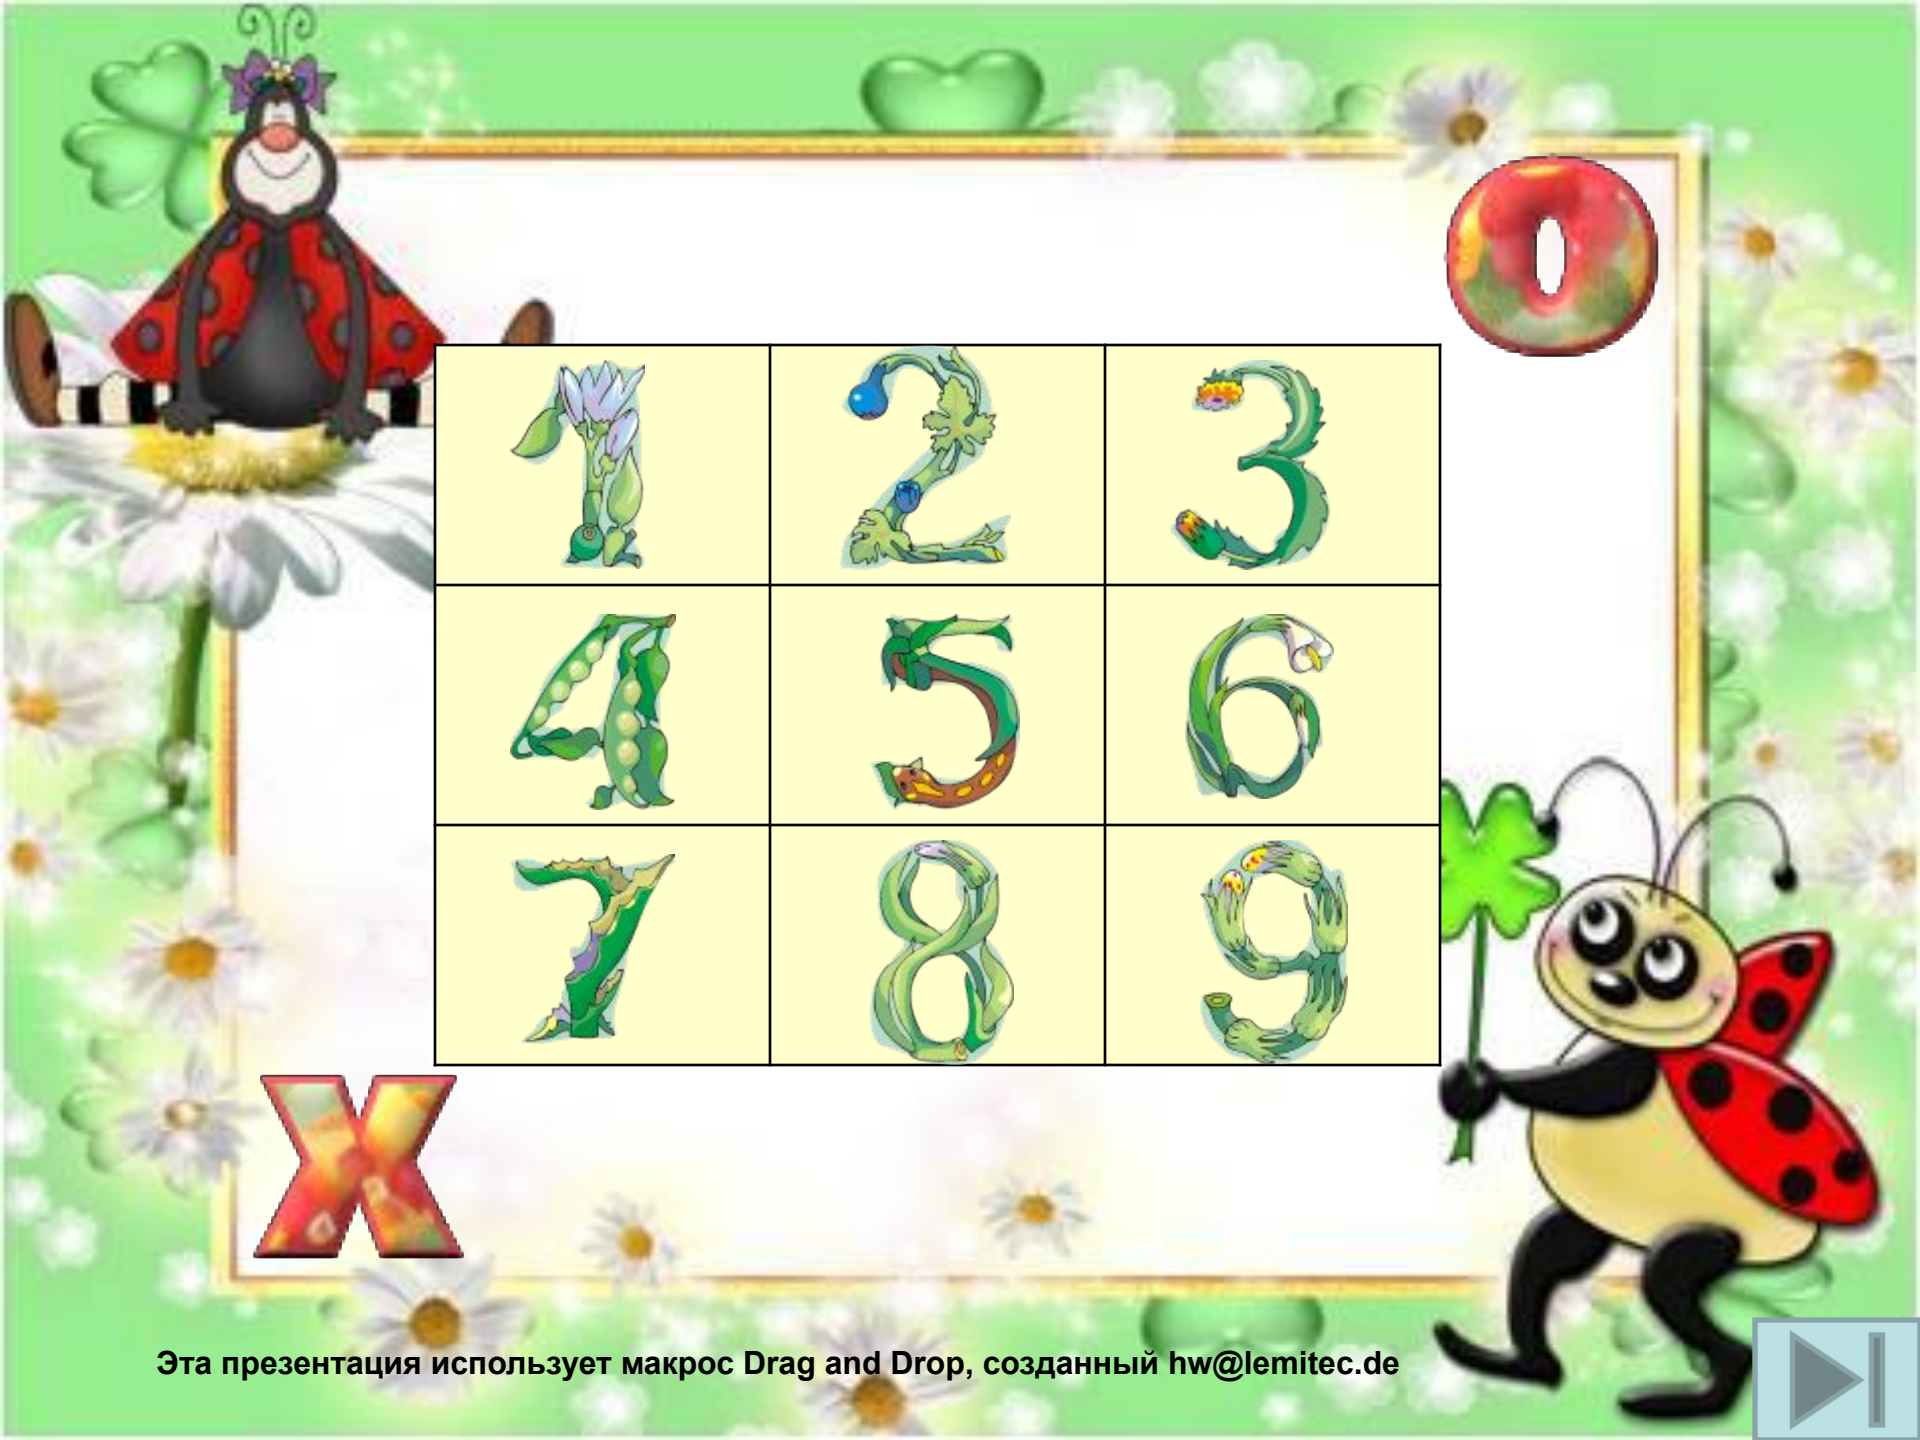 O
1 2 3
4 5 6
7 8 9
X
Эта презентация использует макрос Drag and Drop, созданный hw@lemitec.de